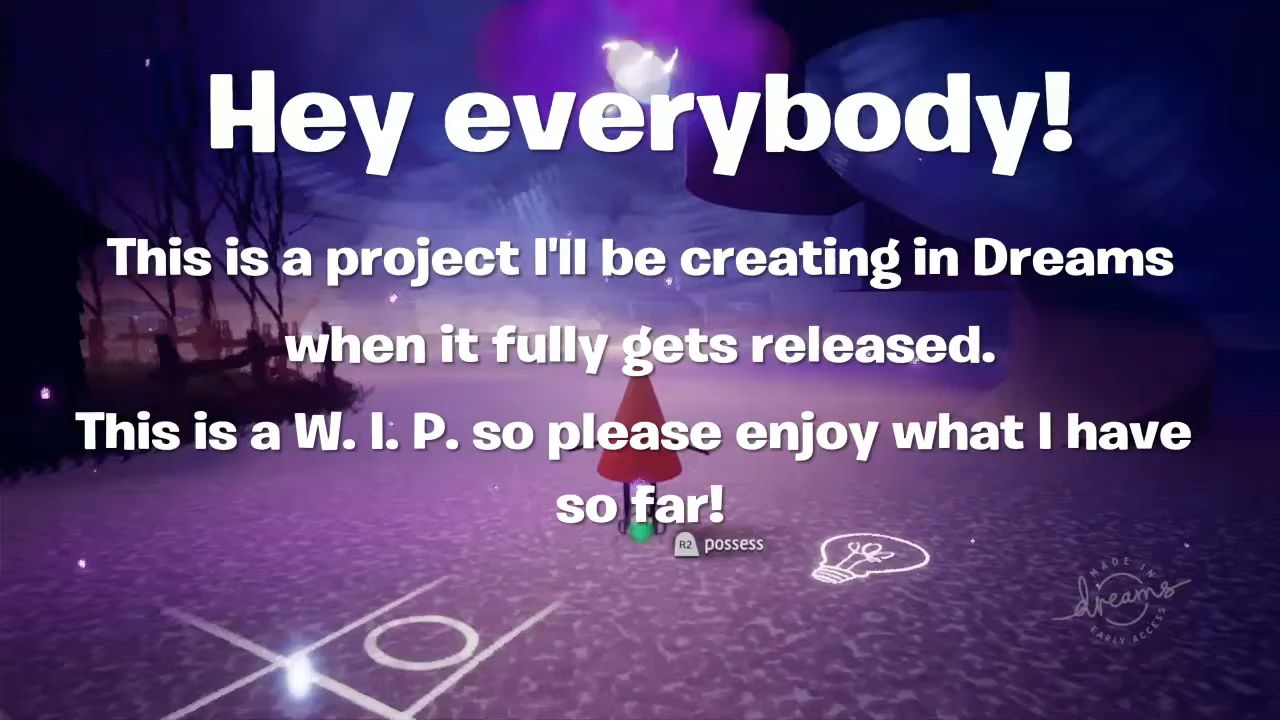 Hey everybody!
This is a project I'll be creating in Dreams
when it fully gets released.
This is a W. I. P. so please enjoy what I have
so far!
R2 possess
MADE IN
dreams
EARLY ACCESS